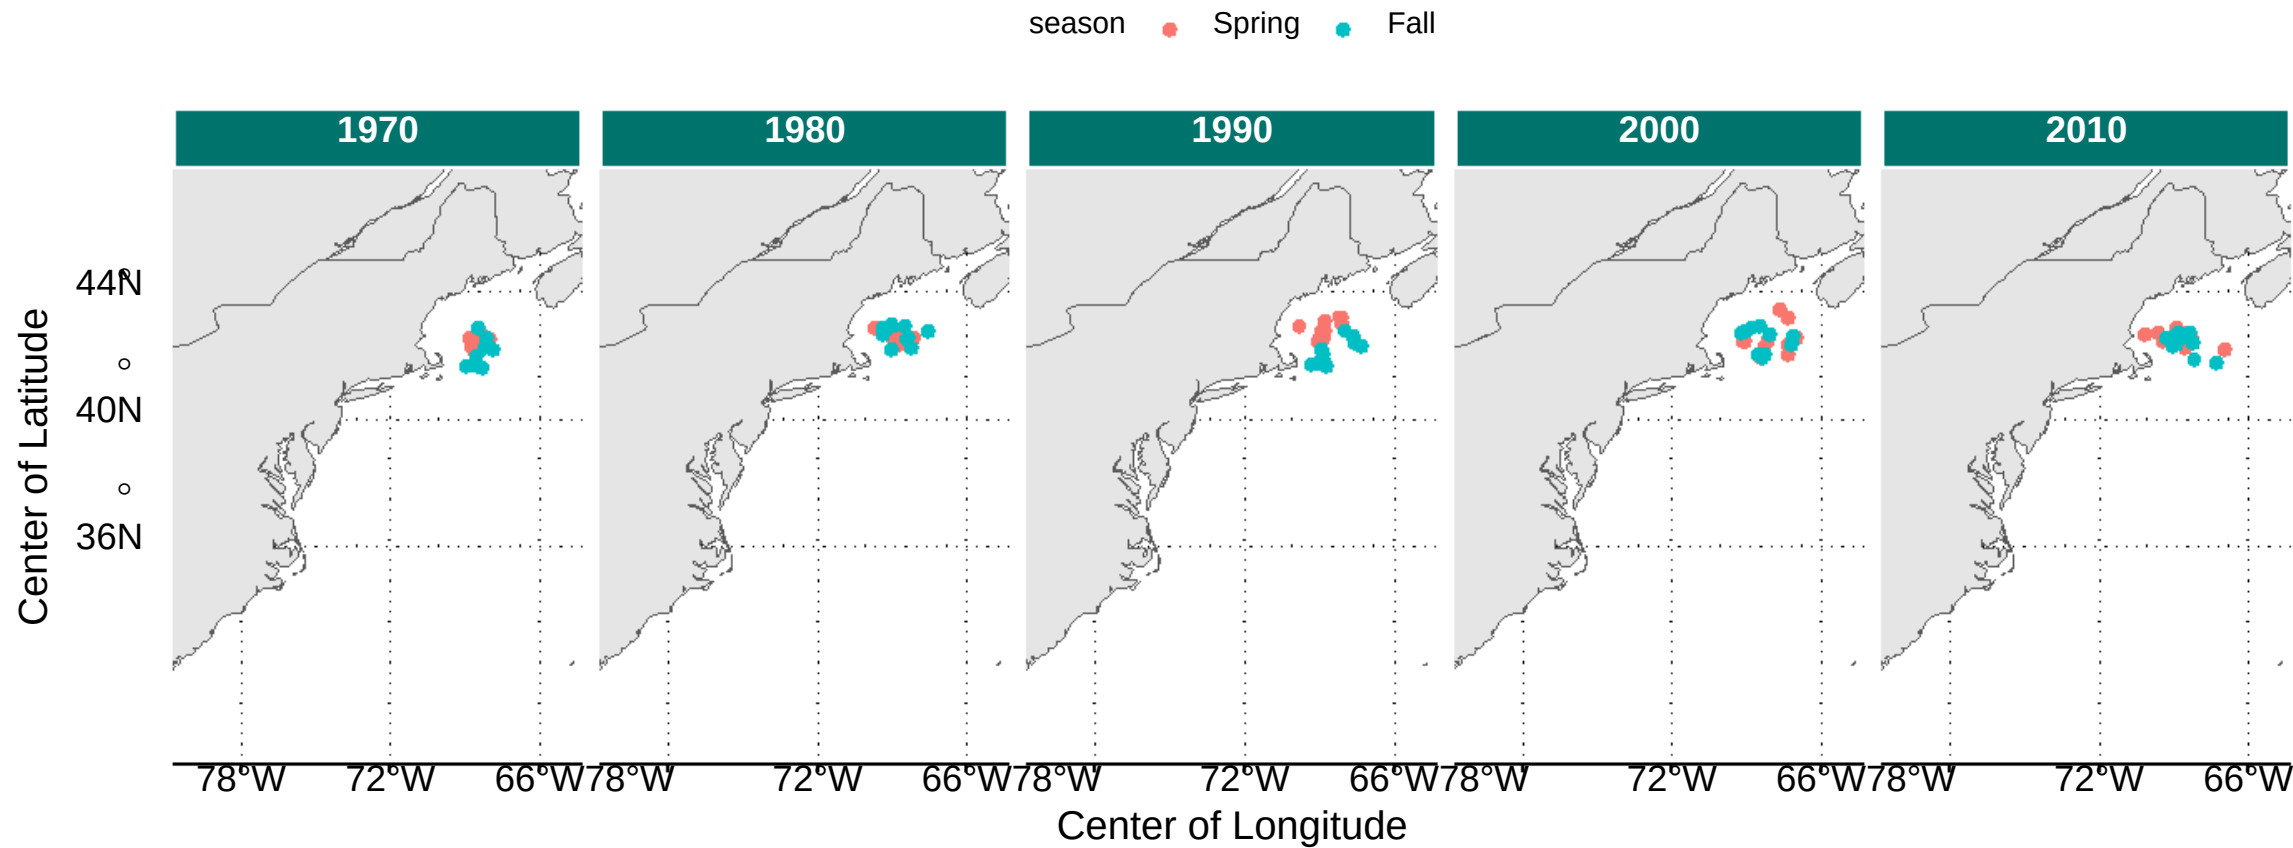 season Spring Fall
1970 1980 1990 2000 2010
44°N
40°N
36°N
Center of Latitude
78°W 72°W 66°W 78°W 72°W 66°W 78°W 72°W 66°W 78°W 72°W 66°W 78°W 72°W 66°W
Center of Longitude